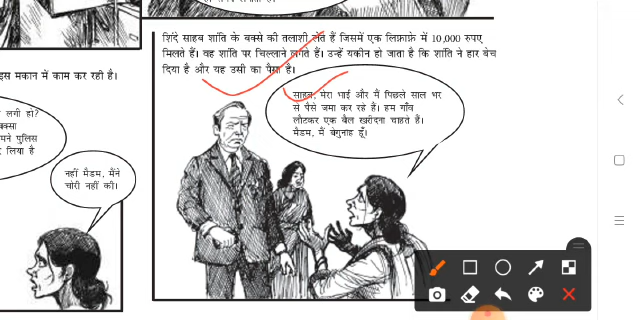 शिंदे साहब शांति के बक्से की तलाशी लेते हैं जिसमें एक लिफ़ाफ़े में 10,000 रुपए
मिलते हैं। वह शांति पर चिल्लाने लगते हैं। उन्हें यकीन हो जाता है कि शांति ने हार बेच
दिया है और यह उसी का पैसा है।
साहब, मेरा भाई और मैं पिछले साल भर
से पैसे जमा कर रहे हैं। हम गाँव
लौटकर एक बैल खरीदना चाहते हैं।
मैडम, मैं बेगुनाह हूँ।
इस मकान में काम कर रही है।
लगी हो?
क्सा
मने पुलिस
लिया है
नहीं मैडम, मैंने
चोरी नहीं की।